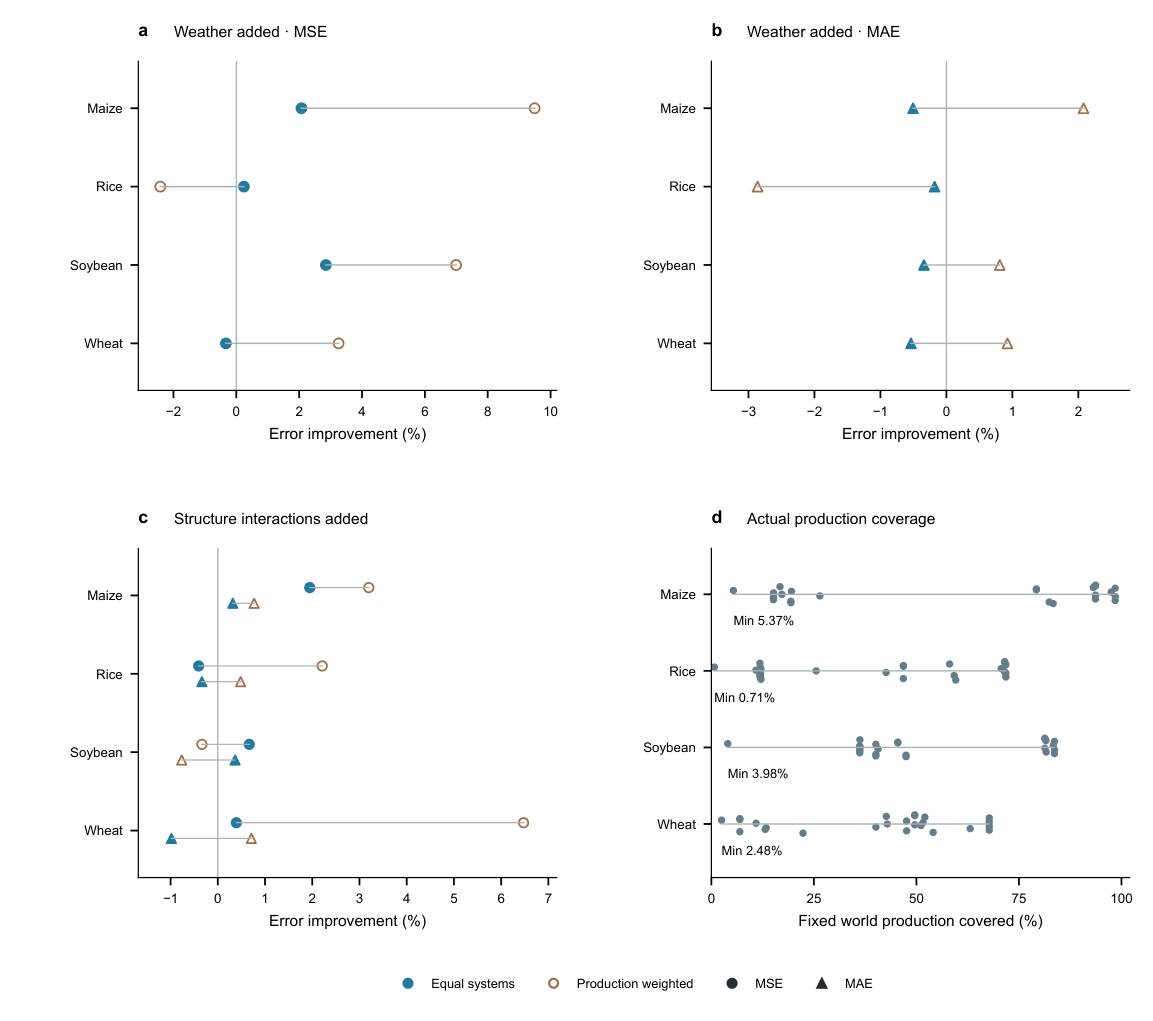 a Weather added · MSE
Maize
Rice
Soybean
Wheat
−2 0 2 4 6 8 10
Error improvement (%)
b Weather added · MAE
Maize
Rice
Soybean
Wheat
−3 −2 −1 0 1 2
Error improvement (%)
c Structure interactions added
Maize
Rice
Soybean
Wheat
−1 0 1 2 3 4 5 6 7
Error improvement (%)
d Actual production coverage
Maize
Min 5.37%
Rice
Min 0.71%
Soybean
Min 3.98%
Wheat
Min 2.48%
0 25 50 75 100
Fixed world production covered (%)
Equal systems Production weighted MSE MAE